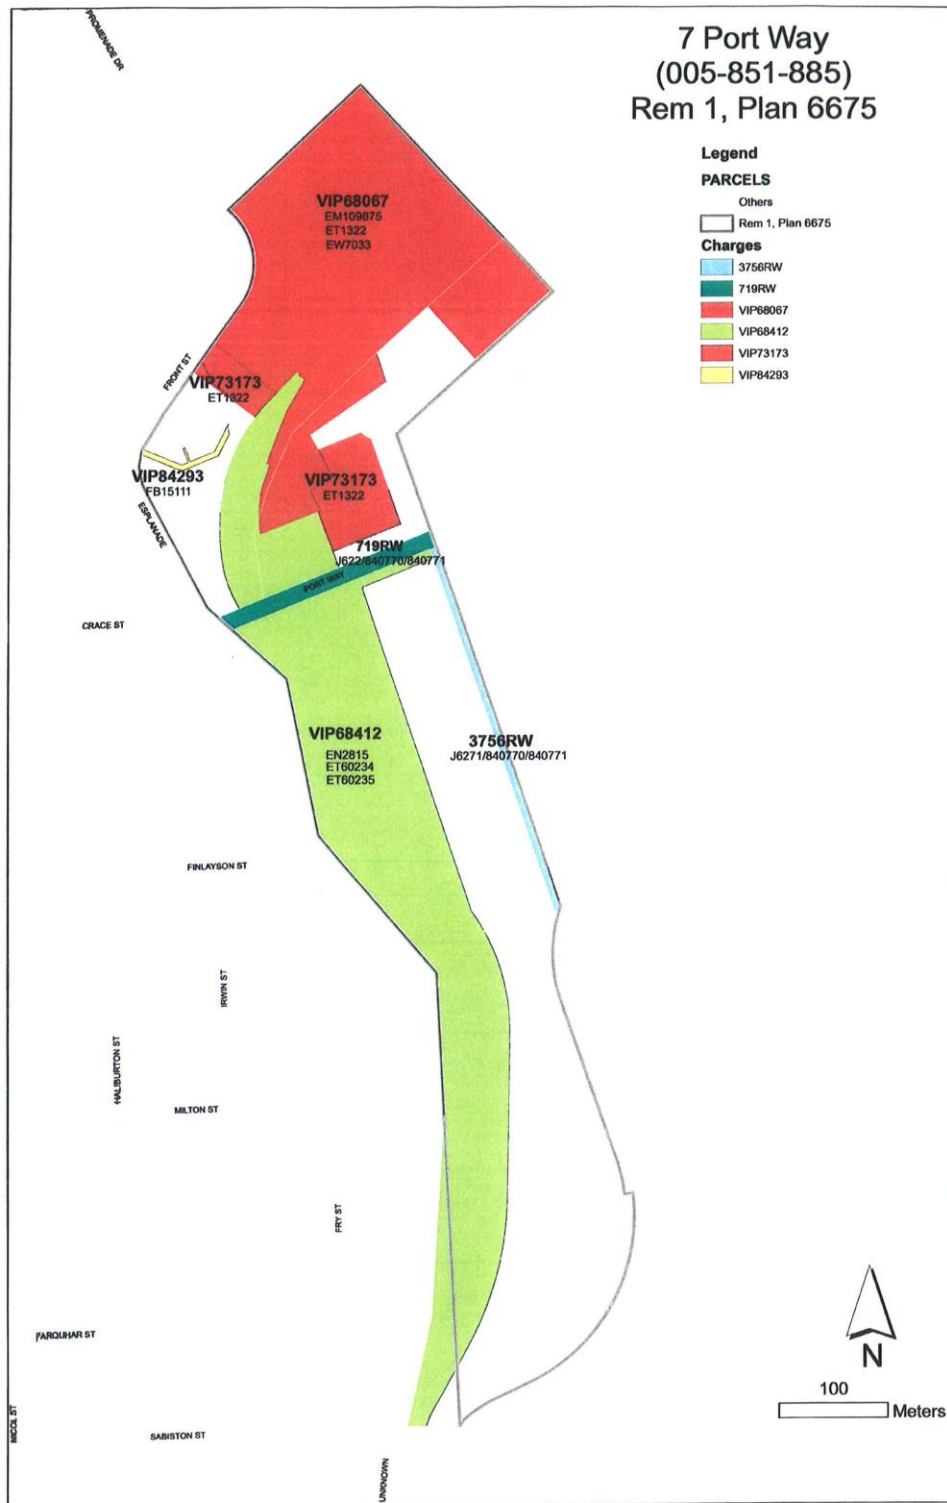 PROMENADE DR
7 Port Way
(005-851-885)
Rem 1, Plan 6675
Legend
PARCELS
Others
Rem 1, Plan 6675
Charges
3756RW
719RW
VIP68067
VIP68412
VIP73173
VIP84293
VIP68067
EM109875
ET1322
EW7033
FRONT ST
VIP73173
ET1322
VIP84293
FB15111
VIP73173
ET1322
ESPLANADE
719RW
J622/840770/840771
PORT WAY
CRACE ST
VIP68412
EN2815
ET60234
ET60235
3756RW
J6271/840770/840771
FINLAYSON ST
IRWIN ST
HALIBURTON ST
MILTON ST
FRY ST
FARQUHAR ST
N
100
Meters
NICOL ST
SABISTON ST
UNKNOWN